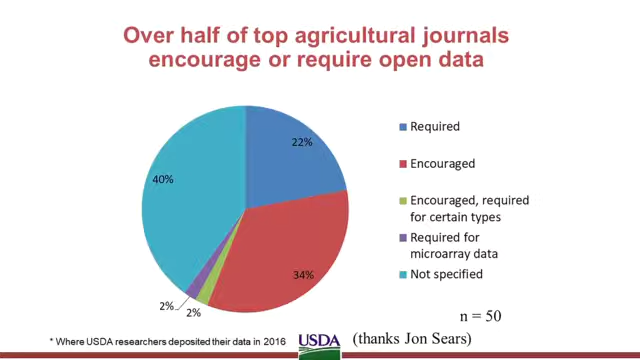 Over half of top agricultural journals
encourage or require open data
22%
34%
2%
2%
40%
Required
Encouraged
Encouraged, required
for certain types
Required for
microarray data
Not specified
n = 50
* Where USDA researchers deposited their data in 2016
USDA
(thanks Jon Sears)